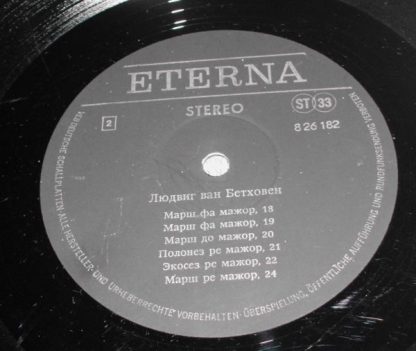 ETERNA
STEREO
ST 33
2
8 26 182
Людвиг ван Бетховен
Марш фа мажор, 18
Марш фа мажор, 19
Марш до мажор, 20
Полонез ре мажор, 21
Экосез ре мажор, 22
Марш ре мажор, 24
VEB DEUTSCHE SCHALLPLATTEN · ALLE HERSTELLER- UND URHEBERRECHTE VORBEHALTEN · ÜBERSPIELUNG, ÖFFENTLICHE AUFFÜHRUNG UND RUNDFUNKSENDUNG VERBOTEN